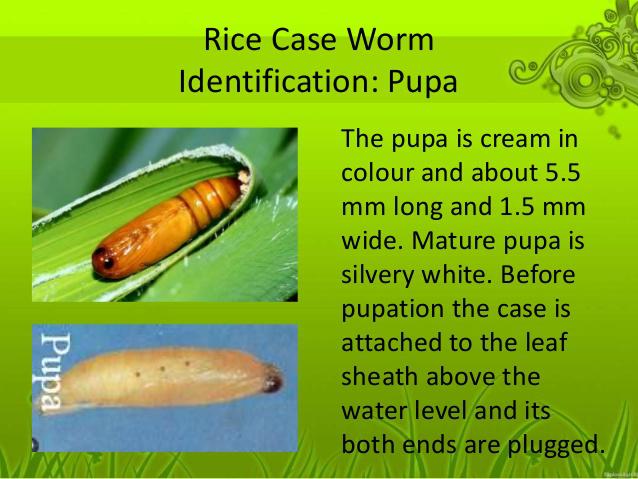 Rice Case Worm
Identification: Pupa
The pupa is cream in
colour and about 5.5
mm long and 1.5 mm
wide. Mature pupa is
silvery white. Before
pupation the case is
attached to the leaf
sheath above the
water level and its
both ends are plugged.
Pupa